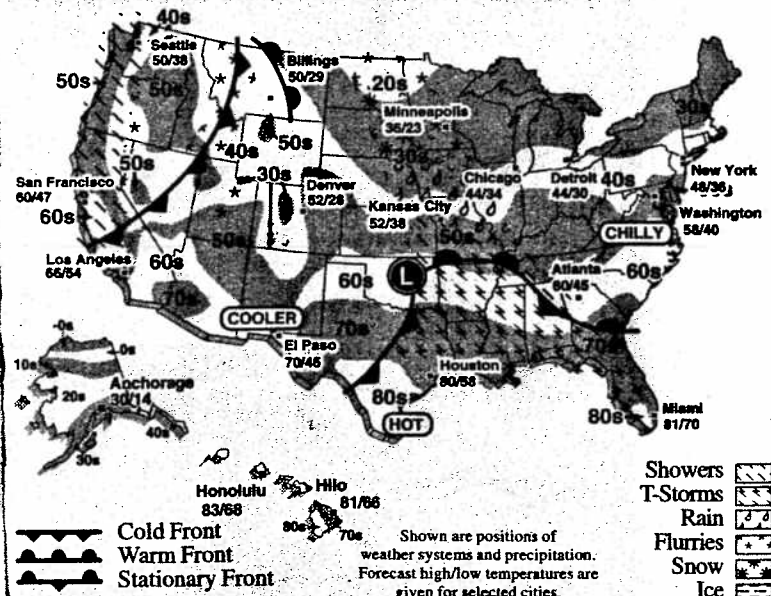 40s
Seattle
50/38
Billings
50/29
50s
50s
20s
30s
Minneapolis
36/23
40s
50s
30s
30s
50s
San Francisco
60/47
60s
Denver
52/28
Kansas City
52/38
Chicago
44/34
Detroit
44/30
40s
New York
48/36
Washington
58/40
CHILLY
Los Angeles
66/54
60s
50s
50s
60s
L
Atlanta
60/45
60s
70s
COOLER
70s
El Paso
70/45
Houston
80/58
70s
80s
HOT
80s
Miami
81/70
-0s
-0s
10s
20s
Anchorage
30/14
40s
30s
Honolulu
83/68
Hilo
81/66
80s
70s
Cold Front
Warm Front
Stationary Front
Shown are positions of
weather systems and precipitation.
Forecast high/low temperatures are
given for selected cities.
Showers
T-Storms
Rain
Flurries
Snow
Ice